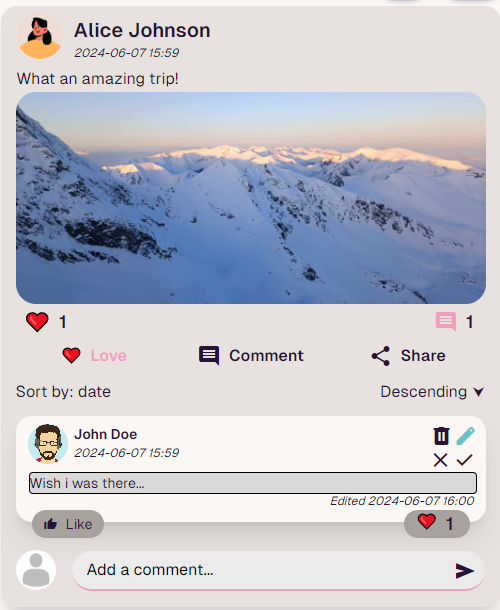 Alice Johnson
2024-06-07 15:59
What an amazing trip!
1 1
Love Comment Share
Sort by: date Descending
John Doe
2024-06-07 15:59
Wish i was there...
Edited 2024-06-07 16:00
Like 1
Add a comment...